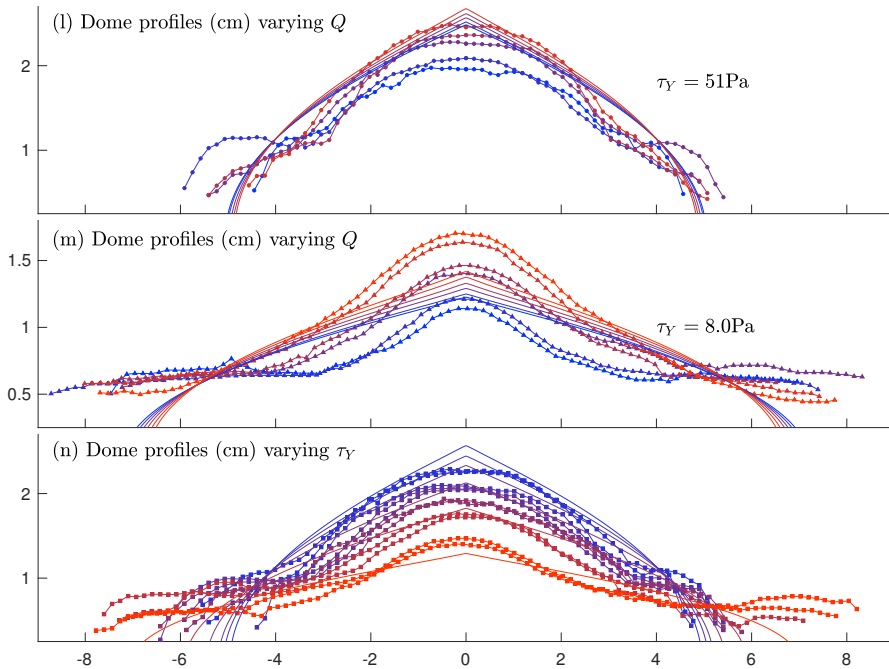 (l) Dome profiles (cm) varying Q
2
τ_Y = 51Pa
1
(m) Dome profiles (cm) varying Q
1.5
1
τ_Y = 8.0Pa
0.5
(n) Dome profiles (cm) varying τ_Y
2
1
-8 -6 -4 -2 0 2 4 6 8